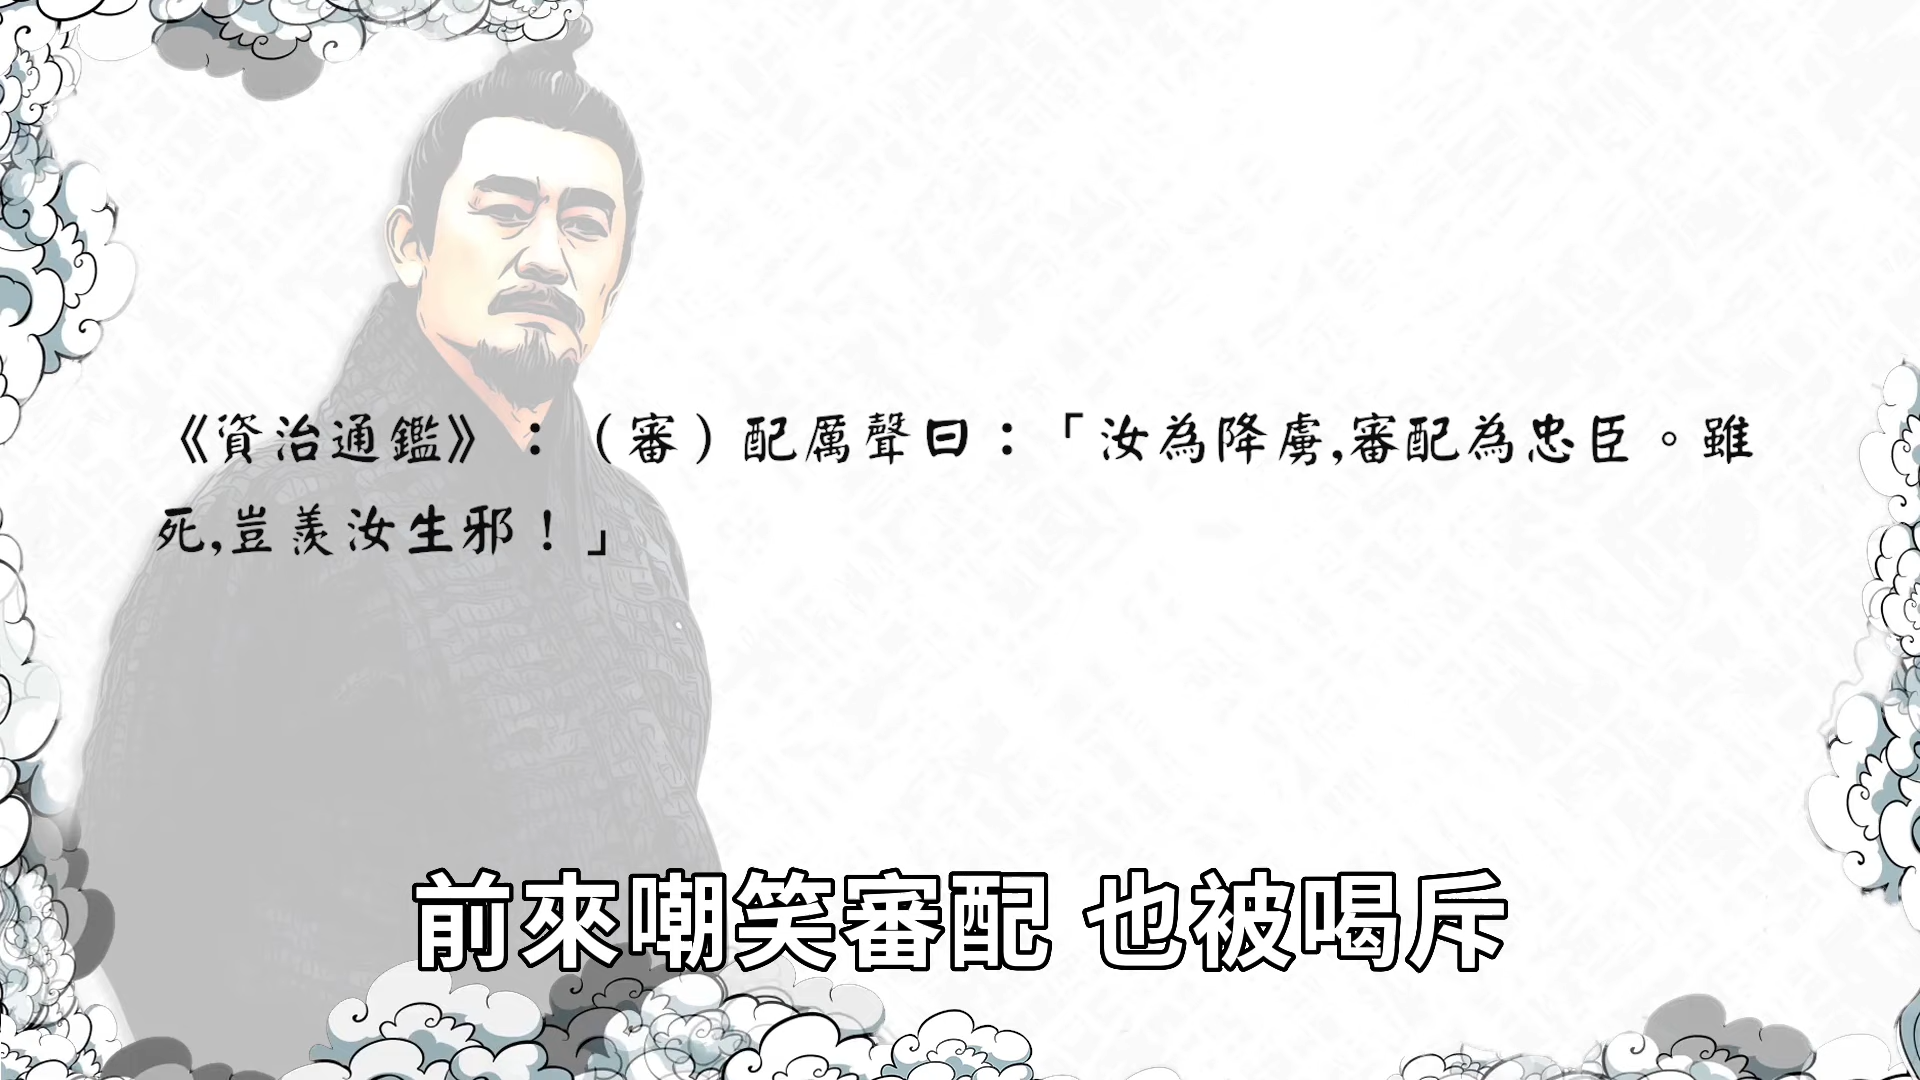 《資治通鑑》：（審）配厲聲曰：「汝為降虜,審配為忠臣。雖
死,豈羨汝生邪！」
前來嘲笑審配 也被喝斥